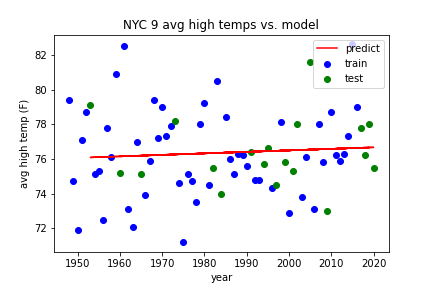 NYC 9 avg high temps vs. model
predict
train
test
avg high temp (F)
82
80
78
76
74
72
1950 1960 1970 1980 1990 2000 2010 2020
year